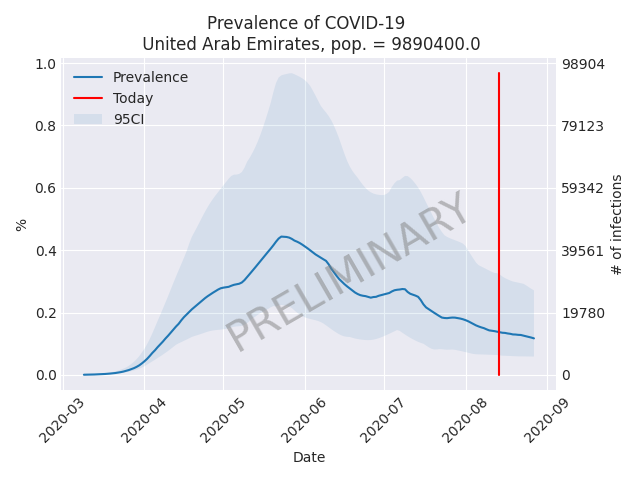 Prevalence of COVID-19
United Arab Emirates, pop. = 9890400.0
Prevalence
Today
95CI
PRELIMINARY
1.0
0.8
0.6
0.4
0.2
0.0
%
98904
79123
59342
39561
19780
0
# of infections
2020-03
2020-04
2020-05
2020-06
2020-07
2020-08
2020-09
Date